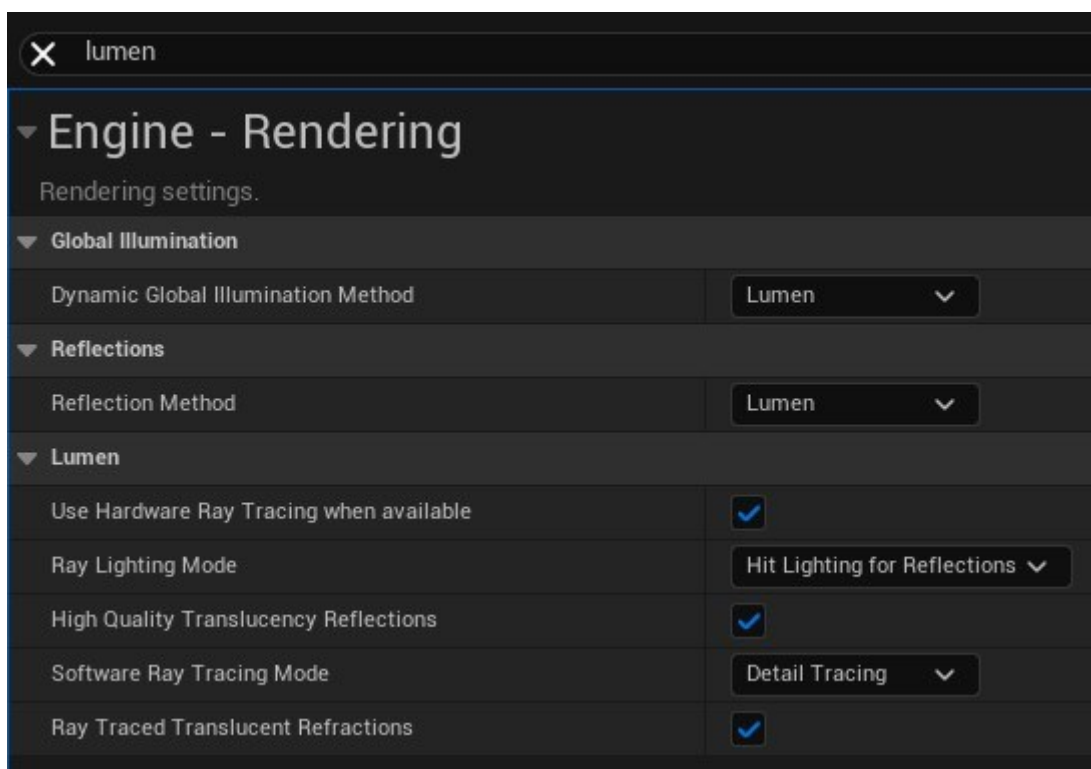 lumen
Engine - Rendering
Rendering settings.
Global Illumination
Dynamic Global Illumination Method Lumen
Reflections
Reflection Method Lumen
Lumen
Use Hardware Ray Tracing when available
Ray Lighting Mode Hit Lighting for Reflections
High Quality Translucency Reflections
Software Ray Tracing Mode Detail Tracing
Ray Traced Translucent Refractions